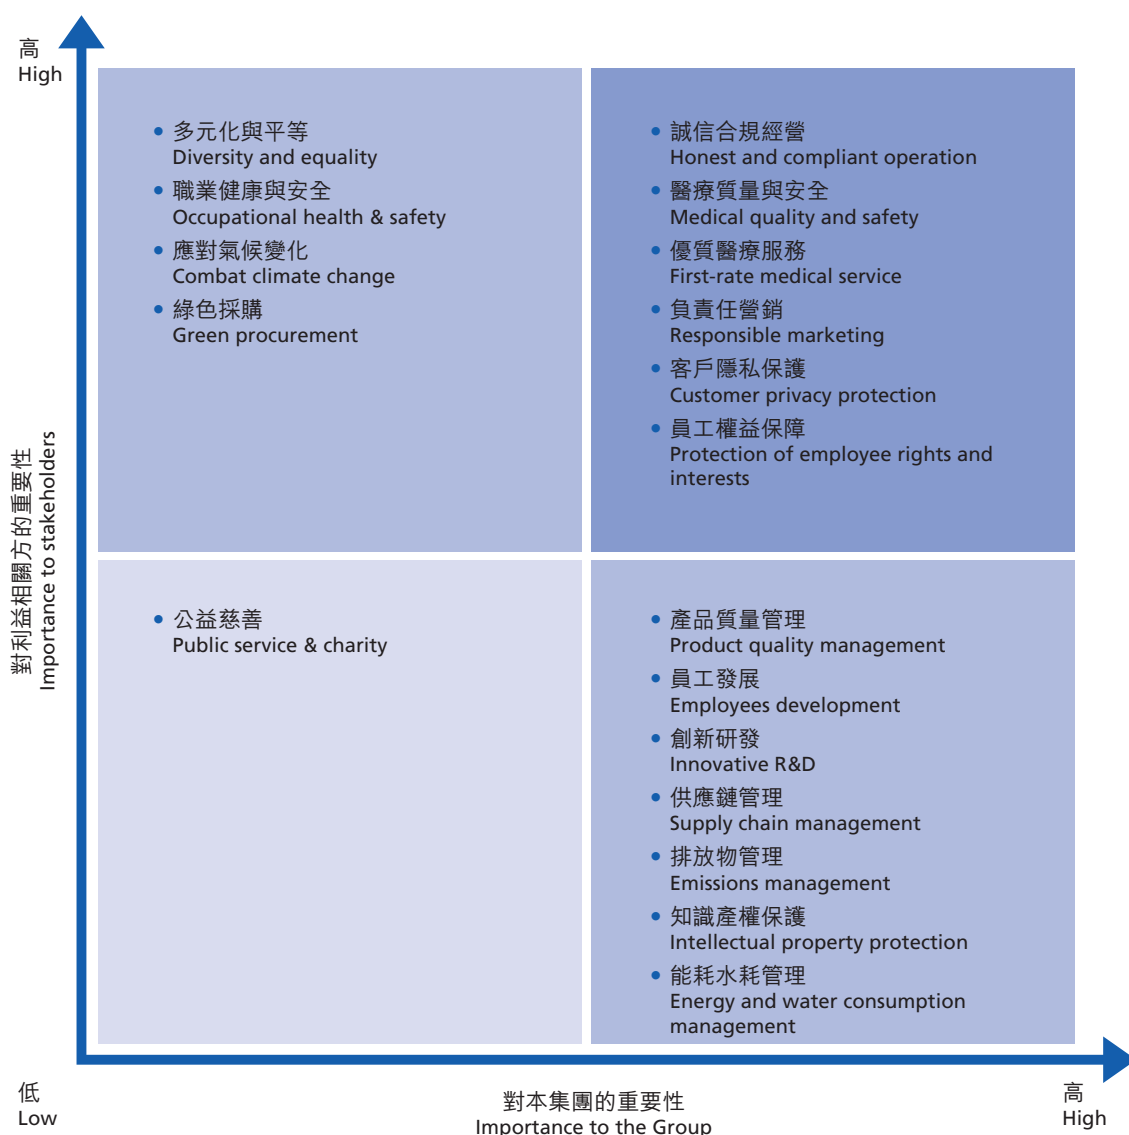 高
High
• 多元化與平等
Diversity and equality
• 職業健康與安全
Occupational health & safety
• 應對氣候變化
Combat climate change
• 綠色採購
Green procurement
• 誠信合規經營
Honest and compliant operation
• 醫療質量與安全
Medical quality and safety
• 優質醫療服務
First-rate medical service
• 負責任營銷
Responsible marketing
• 客戶隱私保護
Customer privacy protection
• 員工權益保障
Protection of employee rights and
interests
對利益相關方的重要性
Importance to stakeholders
• 公益慈善
Public service & charity
• 產品質量管理
Product quality management
• 員工發展
Employees development
• 創新研發
Innovative R&D
• 供應鏈管理
Supply chain management
• 排放物管理
Emissions management
• 知識產權保護
Intellectual property protection
• 能耗水耗管理
Energy and water consumption
management
低
Low
對本集團的重要性
Importance to the Group
高
High